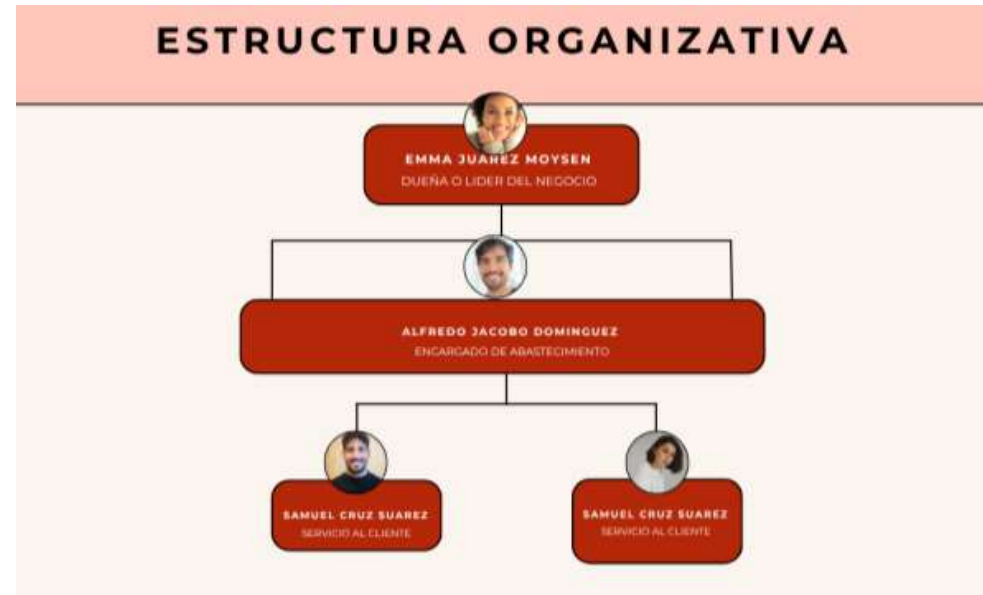 ESTRUCTURA ORGANIZATIVA
EMMA JUAREZ MOYSEN
DUEÑA O LIDER DEL NEGOCIO
ALFREDO JACOBO DOMINGUEZ
ENCARGADO DE ABASTECIMIENTO
SAMUEL CRUZ SUAREZ
SERVICIO AL CLIENTE
SAMUEL CRUZ SUAREZ
SERVICIO AL CLIENTE